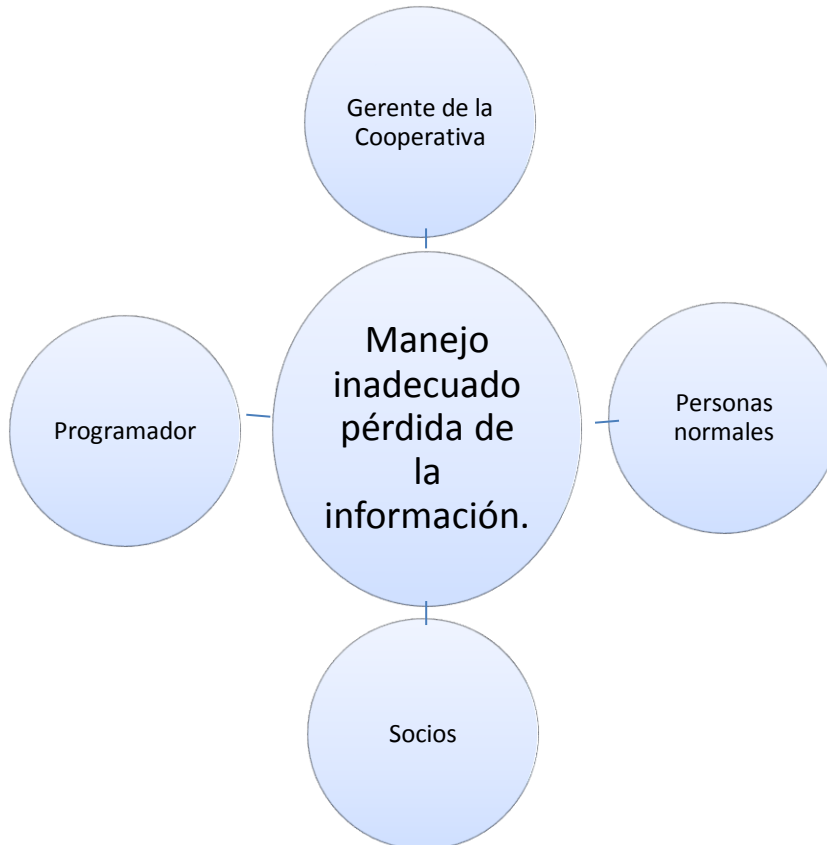 Gerente de la
Cooperativa
Manejo
inadecuado
pérdida de
la
información.
Programador
Personas
normales
Socios